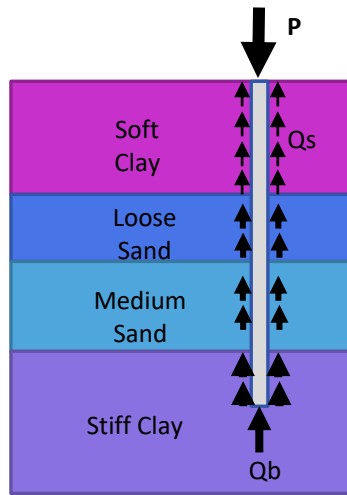 P
Soft
Clay
Qs
Loose
Sand
Medium
Sand
Stiff Clay
Qb